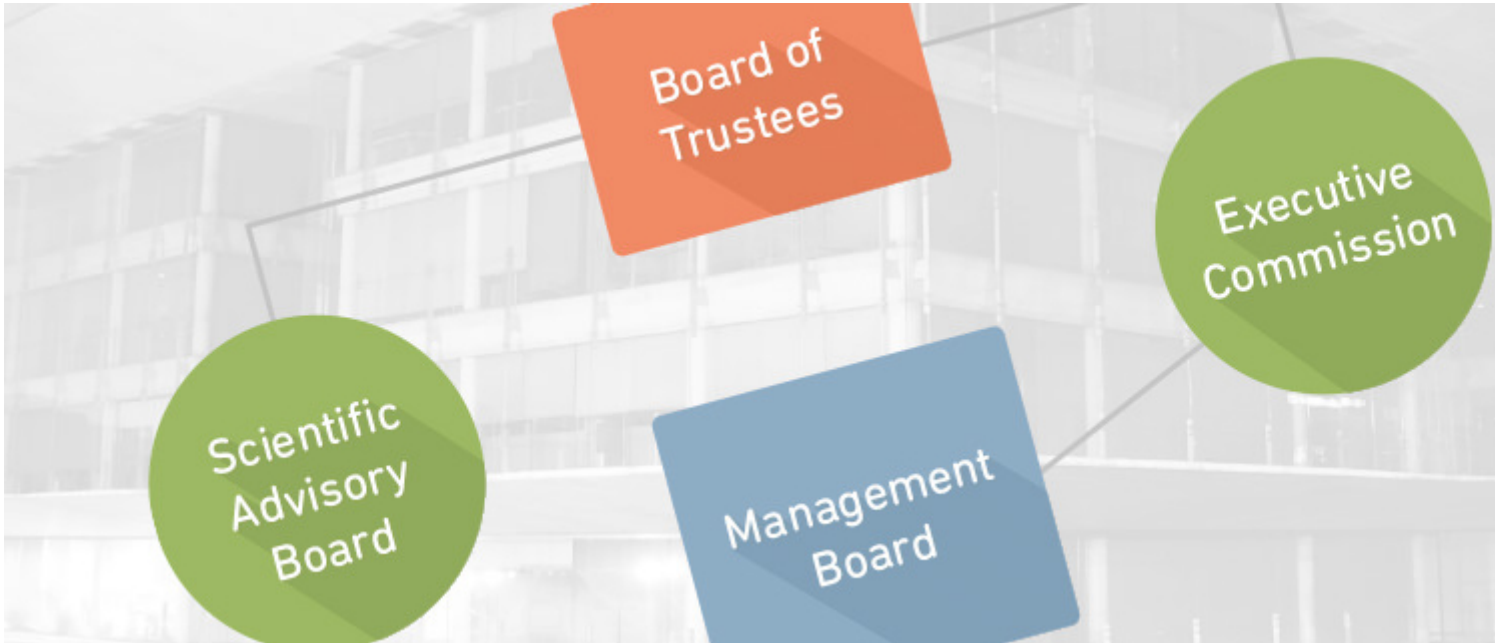 Board of
Trustees
Executive
Commission
Scientific
Advisory
Board
Management
Board